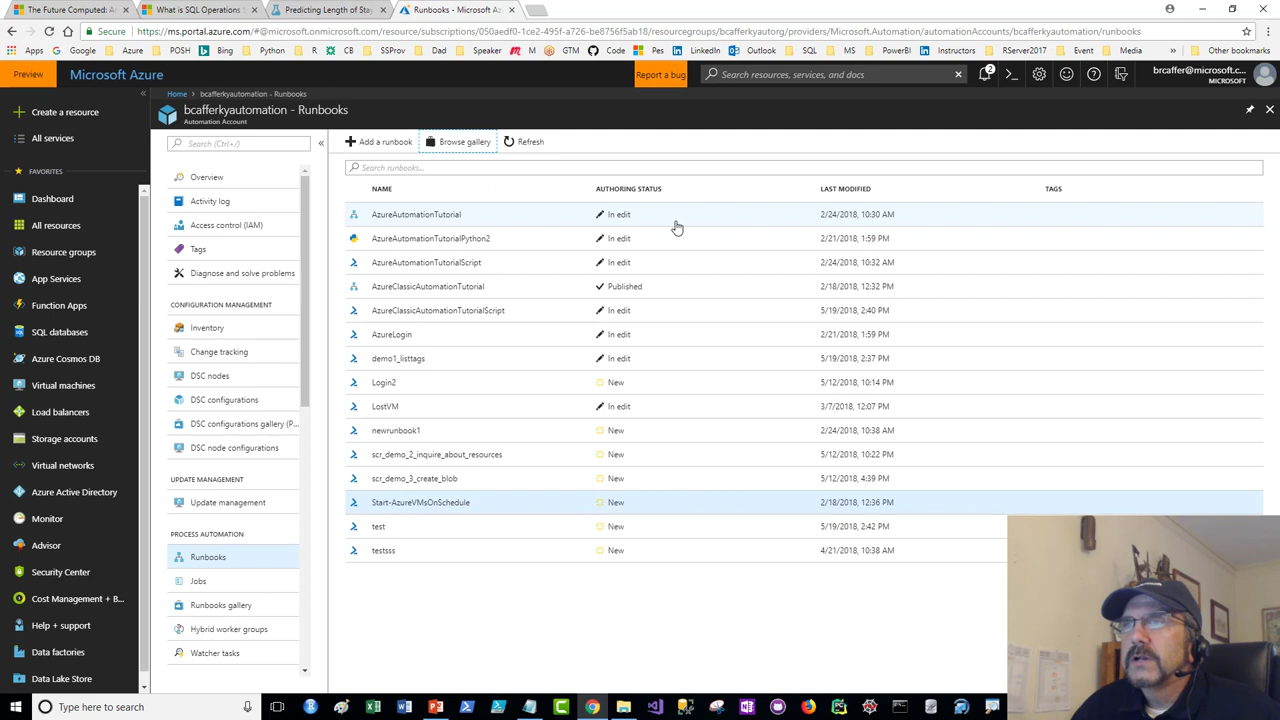 The Future Computed: A
What is SQL Operations
Predicting Length of Stay
Runbooks - Microsoft A
Secure
https://ms.portal.azure.com/#@microsoft.onmicrosoft.com/resource/subscriptions/050aedf0-1ce2-495f-a726-be8756f5ab18/resourcegroups/bcafferkyautorg/providers/Microsoft.Automation/automationAccounts/bcafferkyautomation/runbooks
Apps Google Azure POSH Bing Python R CB SSProv Dad Speaker M GTM Code Pes LinkedIn Outlook SQL MS PowerBI Instructors RServer2017 Event Media Other bookmarks
Preview Microsoft Azure Report a bug Search resources, services, and docs 2 brcaffer@microsoft.c...
MICROSOFT
Home bcafferkyautomation - Runbooks
bcafferkyautomation - Runbooks
Automation Account
Create a resource
All services
FAVORITES
Dashboard
All resources
Resource groups
App Services
Function Apps
SQL databases
Azure Cosmos DB
Virtual machines
Load balancers
Storage accounts
Virtual networks
Azure Active Directory
Monitor
Advisor
Security Center
Cost Management + B...
Help + support
Data factories
Data Lake Store
Search (Ctrl+/)
Overview
Activity log
Access control (IAM)
Tags
Diagnose and solve problems
CONFIGURATION MANAGEMENT
Inventory
Change tracking
DSC nodes
DSC configurations
DSC configurations gallery (P...
DSC node configurations
UPDATE MANAGEMENT
Update management
PROCESS AUTOMATION
Runbooks
Jobs
Runbooks gallery
Hybrid worker groups
Watcher tasks
Add a runbook Browse gallery Refresh
Search runbooks...
NAME AUTHORING STATUS LAST MODIFIED TAGS
AzureAutomationTutorial In edit 2/24/2018, 10:30 AM
AzureAutomationTutorialPython2 In edit 2/21/2018, 1:59 PM
AzureAutomationTutorialScript In edit 2/24/2018, 10:32 AM
AzureClassicAutomationTutorial Published 2/18/2018, 12:32 PM
AzureClassicAutomationTutorialScript In edit 5/19/2018, 2:40 PM
AzureLogin In edit 2/21/2018, 1:59 PM
demo1_listtags In edit 5/19/2018, 2:37 PM
Login2 New 5/12/2018, 10:14 PM
LostVM In edit 3/7/2018, 12:07 PM
newrunbook1 New 2/24/2018, 10:38 AM
scr_demo_2_inquire_about_resources New 5/12/2018, 10:22 PM
scr_demo_3_create_blob New 5/12/2018, 4:39 PM
Start-AzureVMsOnSchedule New 2/18/2018, 12:36 PM
test New 5/19/2018, 2:42 PM
testsss New 4/21/2018, 10:38 AM
Type here to search